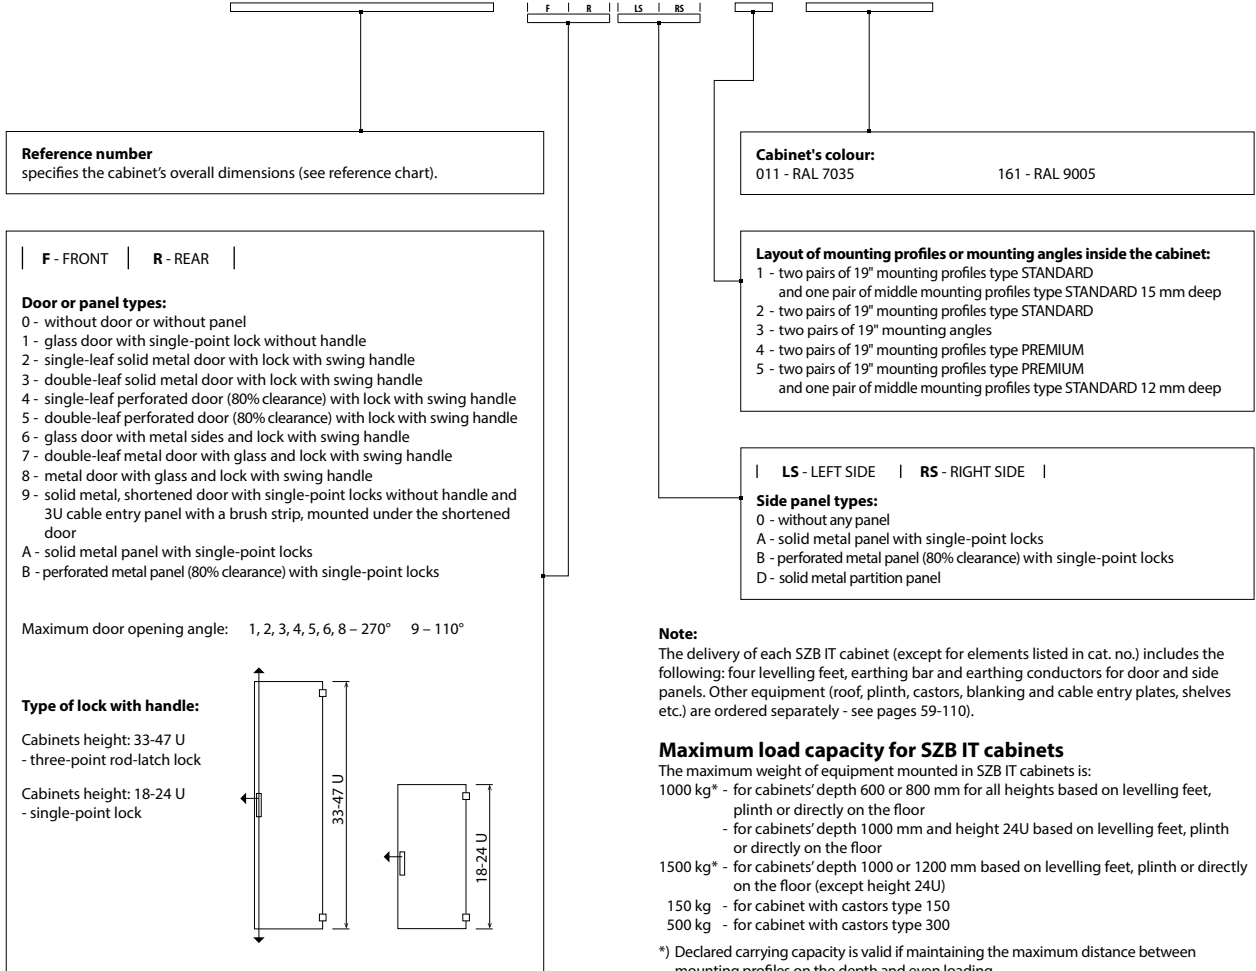 F R LS RS
Reference number
specifies the cabinet's overall dimensions (see reference chart).
Cabinet's colour:
011 - RAL 7035 161 - RAL 9005
F - FRONT R - REAR
Door or panel types:
0 - without door or without panel
1 - glass door with single-point lock without handle
2 - single-leaf solid metal door with lock with swing handle
3 - double-leaf solid metal door with lock with swing handle
4 - single-leaf perforated door (80% clearance) with lock with swing handle
5 - double-leaf perforated door (80% clearance) with lock with swing handle
6 - glass door with metal sides and lock with swing handle
7 - double-leaf metal door with glass and lock with swing handle
8 - metal door with glass and lock with swing handle
9 - solid metal, shortened door with single-point locks without handle and
3U cable entry panel with a brush strip, mounted under the shortened
door
A - solid metal panel with single-point locks
B - perforated metal panel (80% clearance) with single-point locks
Maximum door opening angle: 1, 2, 3, 4, 5, 6, 8 – 270° 9 – 110°
Type of lock with handle:
Cabinets height: 33-47 U
- three-point rod-latch lock
Cabinets height: 18-24 U
- single-point lock
33-47 U
18-24 U
Layout of mounting profiles or mounting angles inside the cabinet:
1 - two pairs of 19" mounting profiles type STANDARD
and one pair of middle mounting profiles type STANDARD 15 mm deep
2 - two pairs of 19" mounting profiles type STANDARD
3 - two pairs of 19" mounting angles
4 - two pairs of 19" mounting profiles type PREMIUM
5 - two pairs of 19" mounting profiles type PREMIUM
and one pair of middle mounting profiles type STANDARD 12 mm deep
LS - LEFT SIDE RS - RIGHT SIDE
Side panel types:
0 - without any panel
A - solid metal panel with single-point locks
B - perforated metal panel (80% clearance) with single-point locks
D - solid metal partition panel
Note:
The delivery of each SZB IT cabinet (except for elements listed in cat. no.) includes the
following: four levelling feet, earthing bar and earthing conductors for door and side
panels. Other equipment (roof, plinth, castors, blanking and cable entry plates, shelves
etc.) are ordered separately - see pages 59-110).
Maximum load capacity for SZB IT cabinets
The maximum weight of equipment mounted in SZB IT cabinets is:
1000 kg* - for cabinets' depth 600 or 800 mm for all heights based on levelling feet,
plinth or directly on the floor
- for cabinets' depth 1000 mm and height 24U based on levelling feet, plinth
or directly on the floor
1500 kg* - for cabinets' depth 1000 or 1200 mm based on levelling feet, plinth or directly
on the floor (except height 24U)
150 kg - for cabinet with castors type 150
500 kg - for cabinet with castors type 300
*) Declared carrying capacity is valid if maintaining the maximum distance between
mounting profiles on the depth and even loading